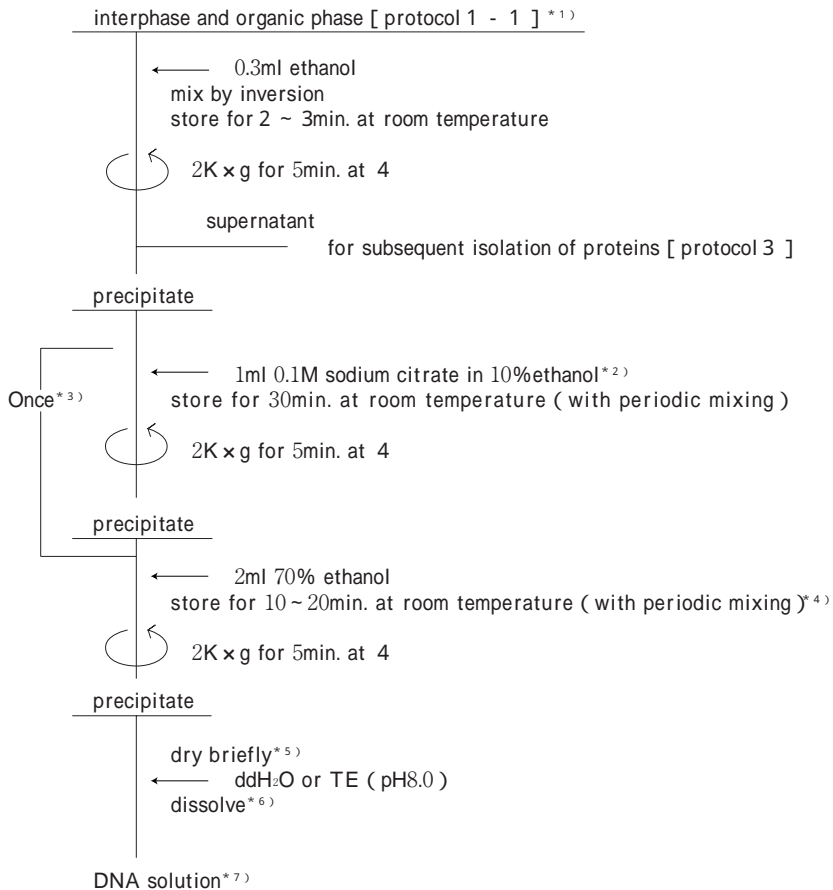 interphase and organic phase [ protocol 1 - 1 ] *1)
0.3ml ethanol
mix by inversion
store for 2 ~ 3min. at room temperature
2K × g for 5min. at 4
supernatant
for subsequent isolation of proteins [ protocol 3 ]
precipitate
1ml 0.1M sodium citrate in 10%ethanol*2)
Once*3)
store for 30min. at room temperature ( with periodic mixing )
2K × g for 5min. at 4
precipitate
2ml 70% ethanol
store for 10 ~ 20min. at room temperature ( with periodic mixing )*4)
2K × g for 5min. at 4
precipitate
dry briefly*5)
ddH₂O or TE ( pH8.0 )
dissolve*6)
DNA solution*7)